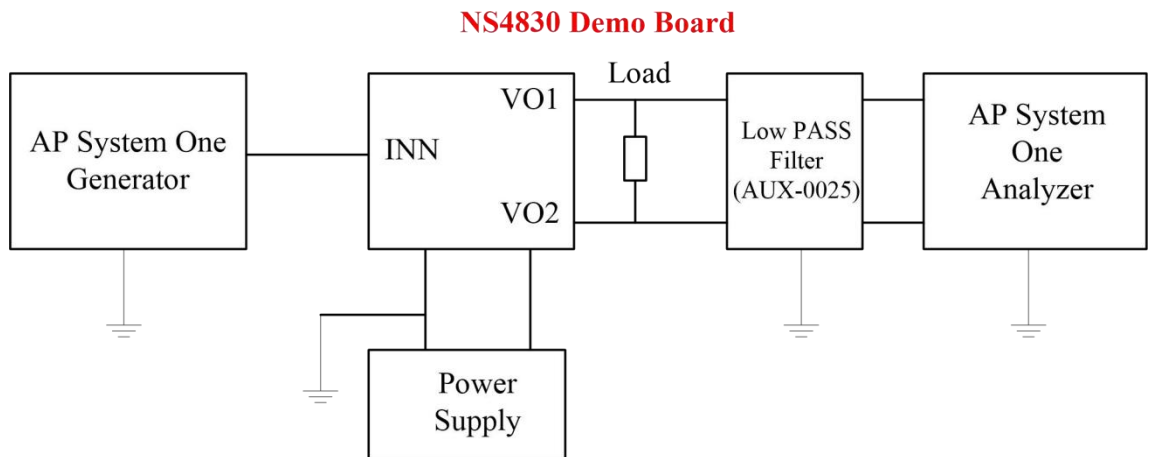 NS4830 Demo Board
AP System One
Generator
INN
VO1
VO2
Load
Low PASS
Filter
(AUX-0025)
AP System
One
Analyzer
Power
Supply